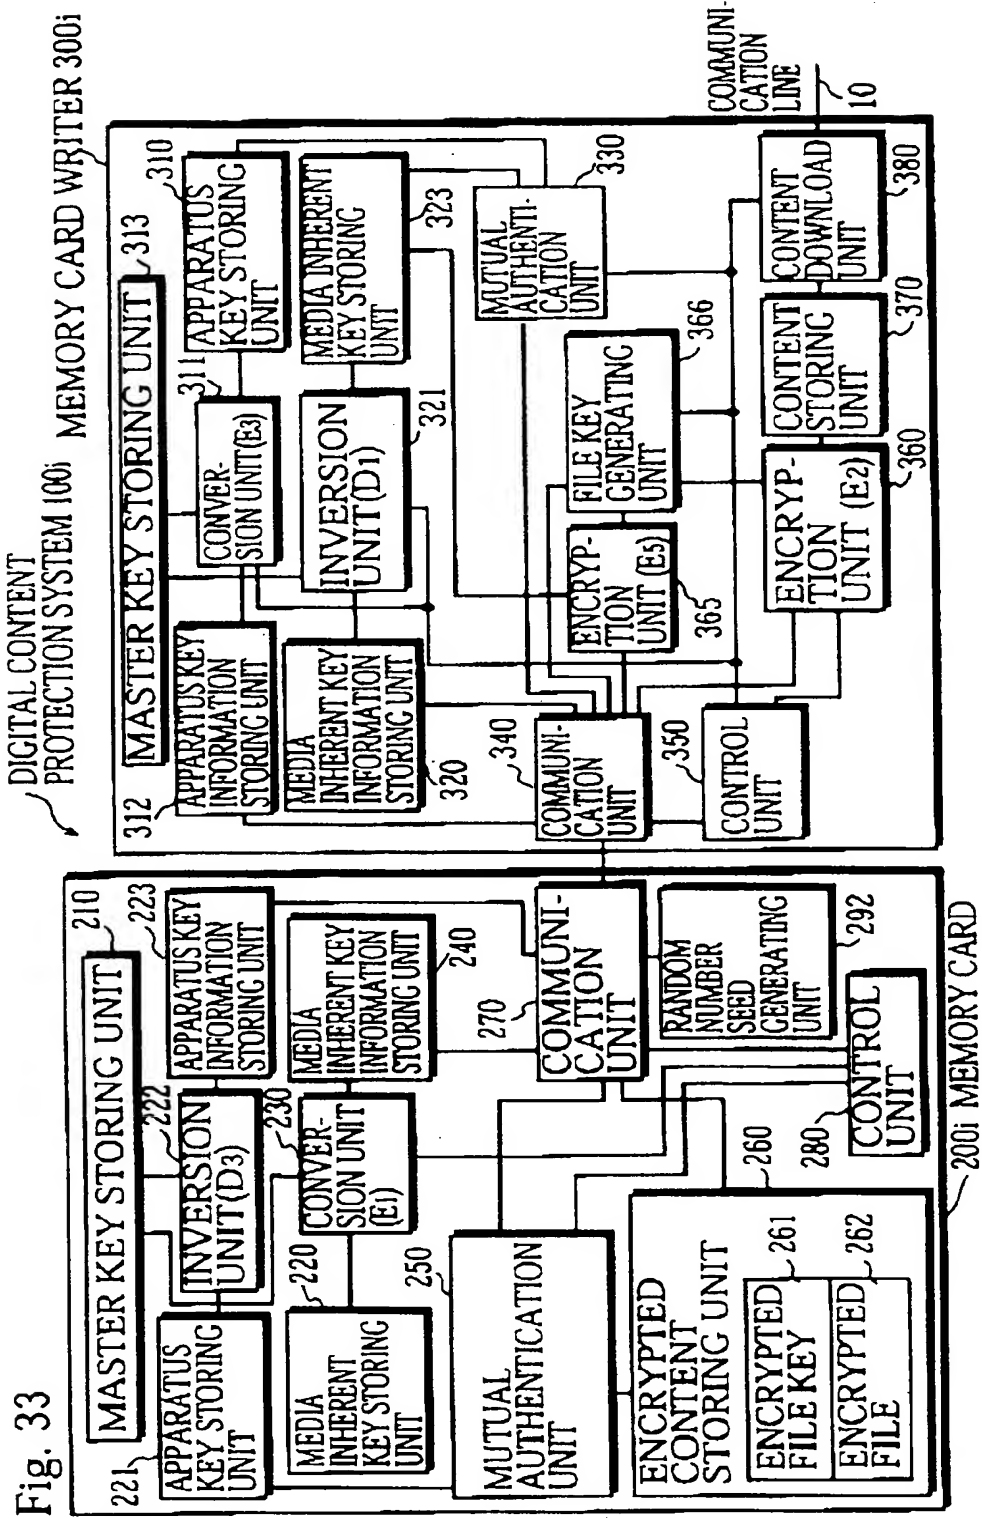 Fig. 33
DIGITAL CONTENT
PROTECTION SYSTEM 100i
MEMORY CARD WRITER 300i
210
MASTER KEY STORING UNIT
221
APPARATUS
KEY STORING
UNIT
222
INVERSION
UNIT(D3)
223
APPARATUS KEY
INFORMATION
STORING UNIT
220
MEDIA
INHERENT
KEY STORING
UNIT
230
CONVER-
SION UNIT
(E1)
MEDIA
INHERENT KEY
INFORMATION
STORING UNIT
240
250
MUTUAL
AUTHENTICATION
UNIT
270
COMMUNI-
CATION
UNIT
RANDOM
NUMBER
SEED
GENERATING
UNIT
292
260
ENCRYPTED
CONTENT
STORING UNIT
ENCRYPTED
FILE KEY
261
ENCRYPTED
FILE
262
280
CONTROL
UNIT
200i MEMORY CARD
MASTER KEY STORING UNIT
313
312
APPARATUS KEY
INFORMATION
STORING UNIT
311
CONVER-
SION UNIT(E3)
310
APPARATUS
KEY STORING
UNIT
MEDIA
INHERENT KEY
INFORMATION
STORING UNIT
320
INVERSION
UNIT(D1)
321
MEDIA INHERENT
KEY STORING
UNIT
323
MUTUAL
AUTHENTI-
CATION
UNIT
330
340
COMMUNI-
CATION
UNIT
ENCRYP-
TION
UNIT (E5)
365
FILE KEY
GENERATING
UNIT
366
350
CONTROL
UNIT
ENCRYP-
TION
UNIT (E2)
360
CONTENT
STORING
UNIT
370
CONTENT
DOWNLOAD
UNIT
380
COMMUNI-
CATION
LINE
10